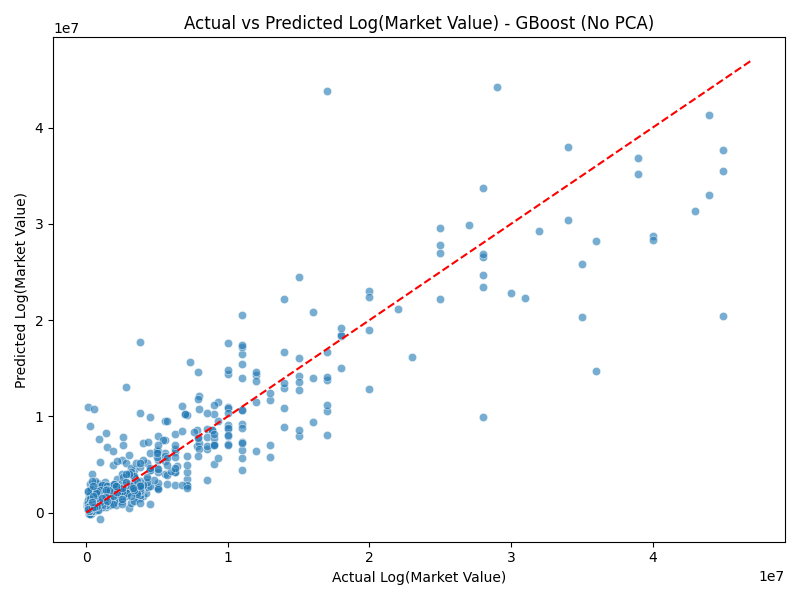 Actual vs Predicted Log(Market Value) - GBoost (No PCA)
1e7
Predicted Log(Market Value)
4
3
2
1
0
0 1 2 3 4
1e7
Actual Log(Market Value)